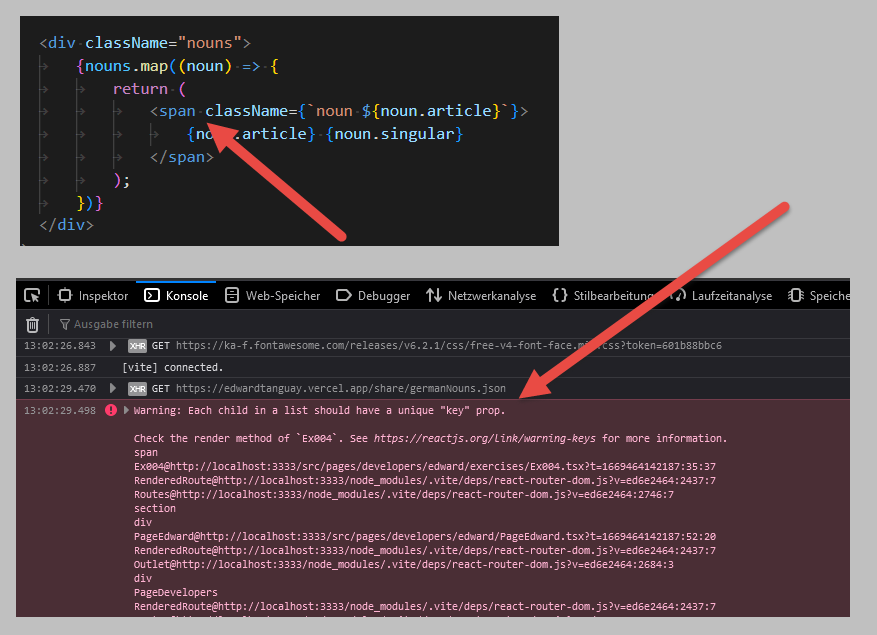 <div className="nouns">
{nouns.map((noun) => {
return (
<span className={`noun ${noun.article}`}>
.article} {noun.singular}
</span>
);
})}
</div>
Inspektor Konsole Web-Speicher Debugger Netzwerkanalyse Stilbearbeitung Laufzeitanalyse Speiche
Ausgabe filtern
13:02:26.843 XHR GET https://ka-f.fontawesome.com/releases/v6.2.1/css/free-v4-font-face.min.css?token=601b88bbc6
13:02:26.887 [vite] connected.
13:02:29.470 XHR GET https://edwardtanguay.vercel.app/share/germanNouns.json
13:02:29.498 Warning: Each child in a list should have a unique "key" prop.
Check the render method of `Ex004`. See https://reactjs.org/link/warning-keys for more information.
span
Ex004@http://localhost:3333/src/pages/developers/edward/exercises/Ex004.tsx?t=1669464142187:35:37
RenderedRoute@http://localhost:3333/node_modules/.vite/deps/react-router-dom.js?v=ed6e2464:2437:7
Routes@http://localhost:3333/node_modules/.vite/deps/react-router-dom.js?v=ed6e2464:2746:7
section
div
PageEdward@http://localhost:3333/src/pages/developers/edward/PageEdward.tsx?t=1669464142187:52:20
RenderedRoute@http://localhost:3333/node_modules/.vite/deps/react-router-dom.js?v=ed6e2464:2437:7
Outlet@http://localhost:3333/node_modules/.vite/deps/react-router-dom.js?v=ed6e2464:2684:3
div
PageDevelopers
RenderedRoute@http://localhost:3333/node_modules/.vite/deps/react-router-dom.js?v=ed6e2464:2437:7